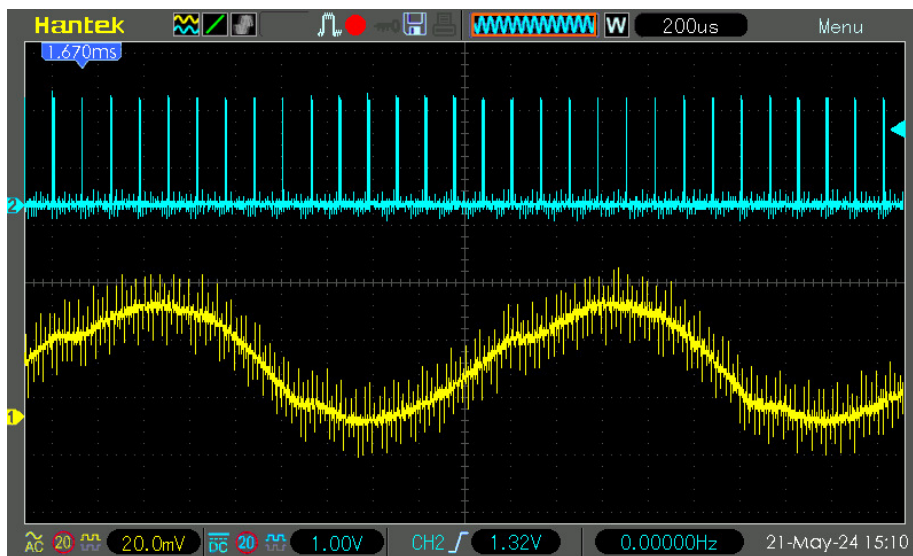 Hantek W 200us Menu
1.670ms
2
1
AC 20 20.0mV DC 20 1.00V CH2 1.32V 0.00000Hz 21-May-24 15:10